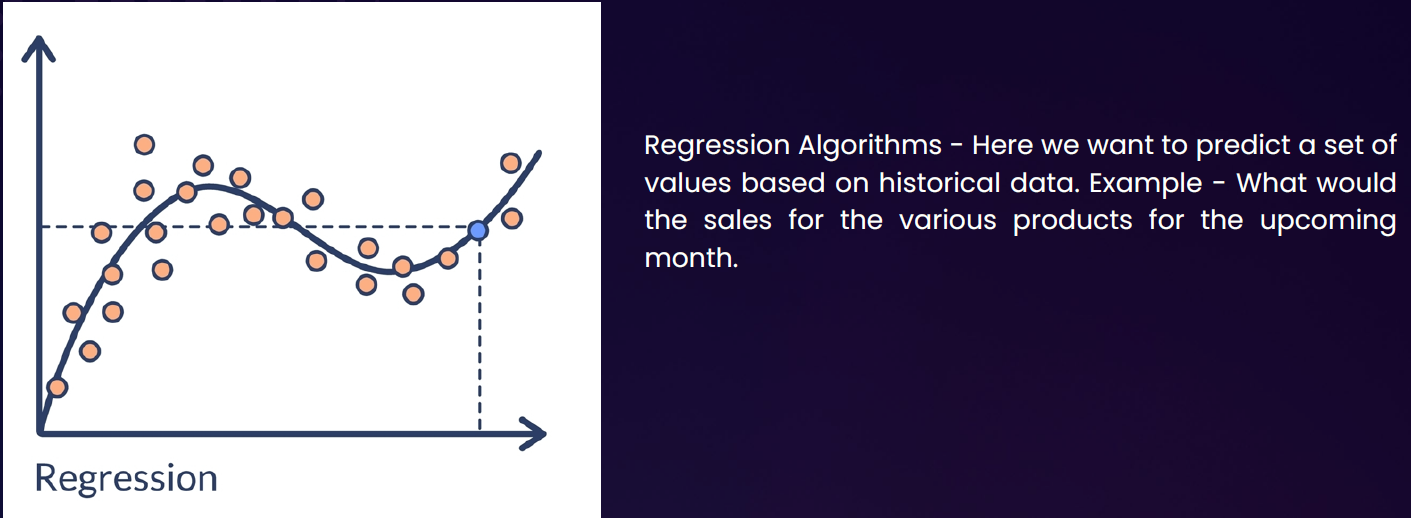 Regression Algorithms - Here we want to predict a set of
values based on historical data. Example - What would
the sales for the various products for the upcoming
month.
Regression